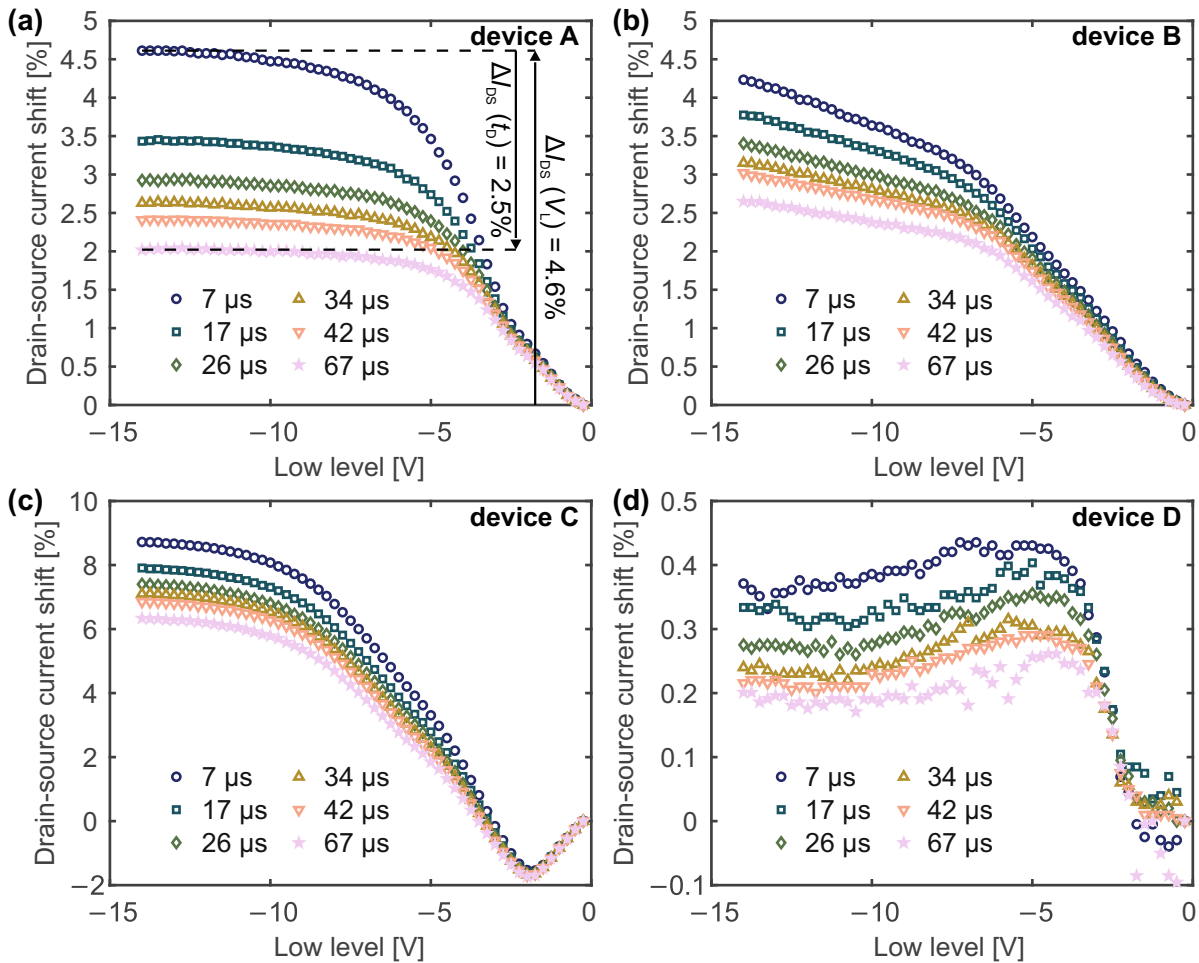 (a)
device A
Drain-source current shift [%]
5
4.5
4
3.5
3
2.5
2
1.5
1
0.5
0
ΔI_DS (t_D) = 2.5%
ΔI_DS (V_L) = 4.6%
7 µs
34 µs
17 µs
42 µs
26 µs
67 µs
−15
−10
−5
0
Low level [V]
(b)
device B
Drain-source current shift [%]
5
4.5
4
3.5
3
2.5
2
1.5
1
0.5
0
7 µs
34 µs
17 µs
42 µs
26 µs
67 µs
−15
−10
−5
0
Low level [V]
(c)
device C
Drain-source current shift [%]
10
8
6
4
2
0
−2
7 µs
34 µs
17 µs
42 µs
26 µs
67 µs
−15
−10
−5
0
Low level [V]
(d)
device D
Drain-source current shift [%]
0.5
0.4
0.3
0.2
0.1
0
−0.1
7 µs
34 µs
17 µs
42 µs
26 µs
67 µs
−15
−10
−5
0
Low level [V]